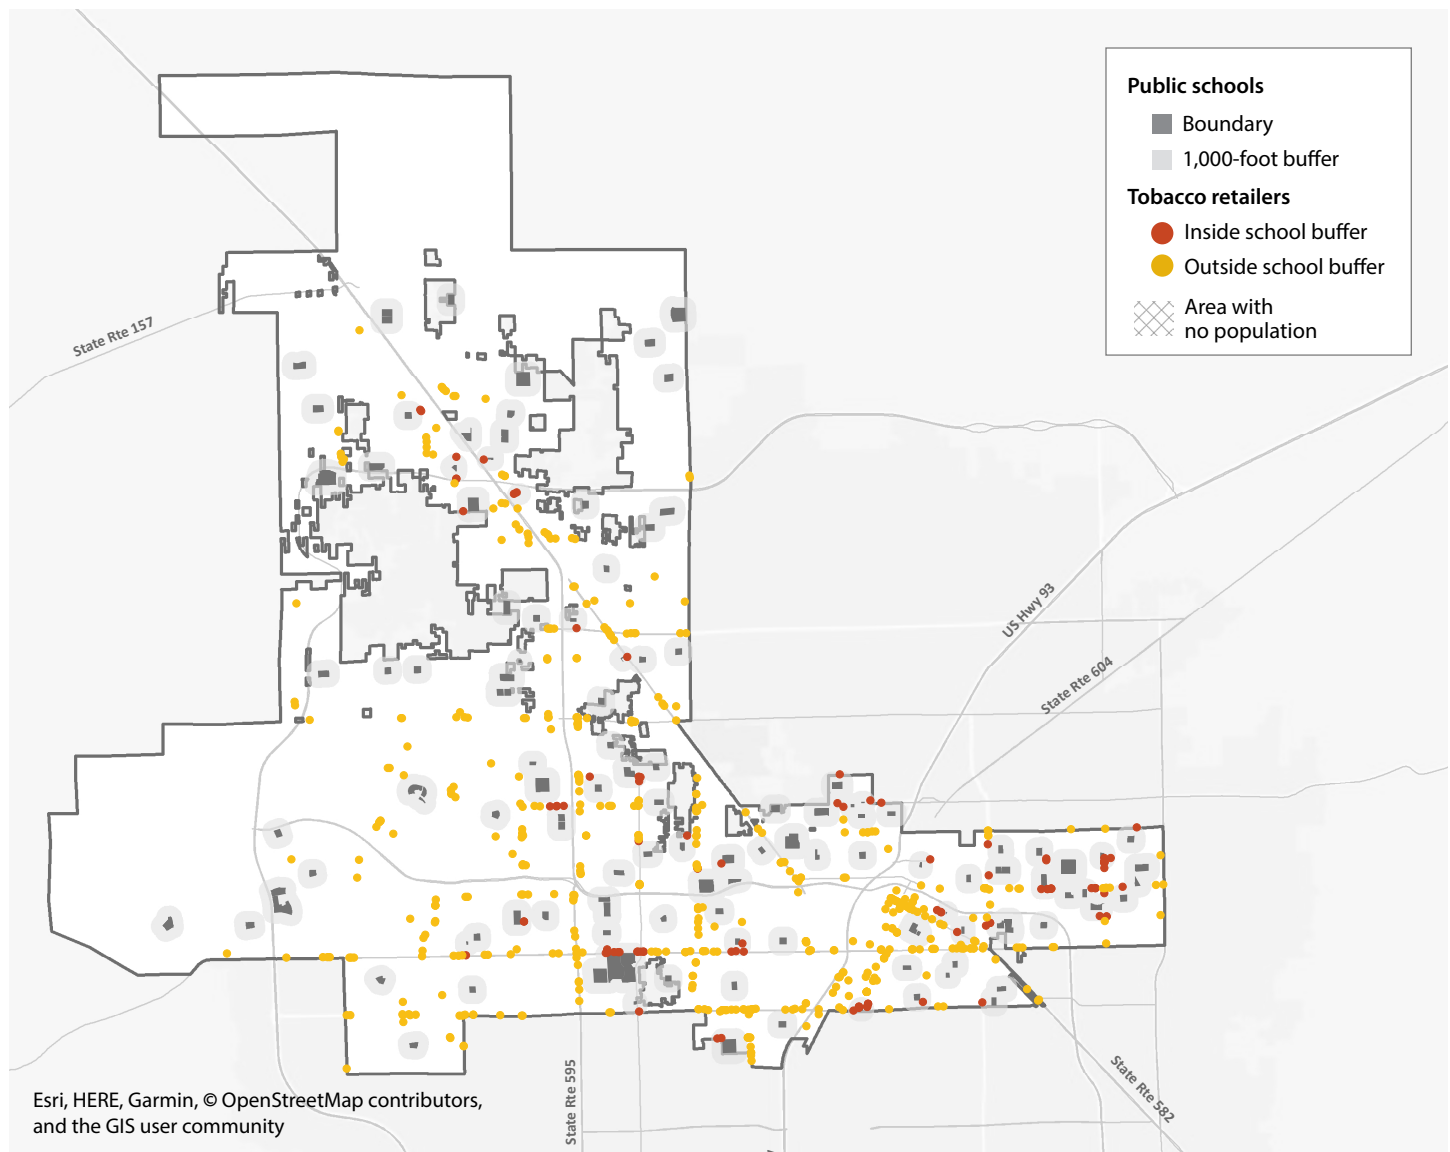 Public schools
Boundary
1,000-foot buffer
Tobacco retailers
Inside school buffer
Outside school buffer
Area with
no population
State Rte 157
US Hwy 93
State Rte 604
State Rte 595
State Rte 582
Esri, HERE, Garmin, © OpenStreetMap contributors,
and the GIS user community